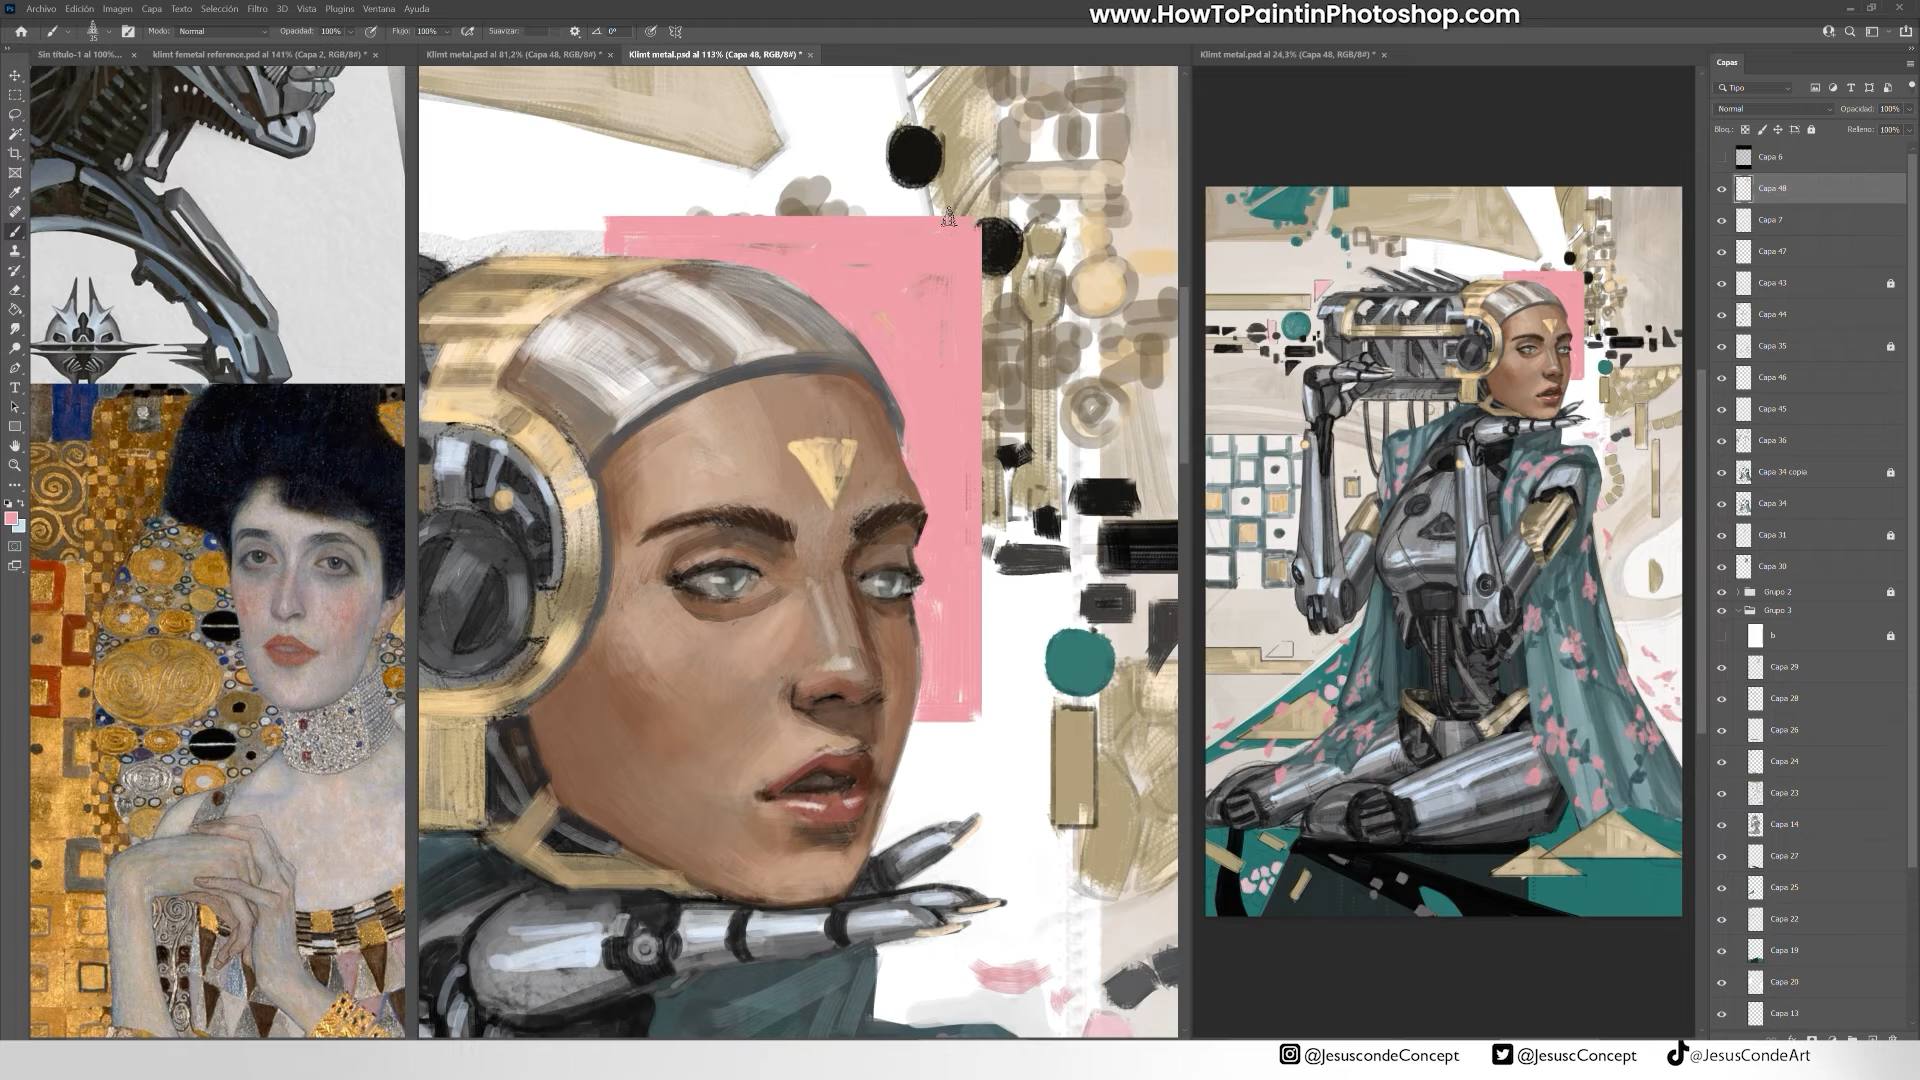 www.HowToPaintinPhotoshop.com
Ps Archivo Edición Imagen Capa Texto Selección Filtro 3D Vista Plugins Ventana Ayuda
35 Modo: Normal Opacidad: 100% Flujo: 100% Suavizar: 0°
Sin título-1 al 100%... × klimt femetal reference.psd al 141% (Capa 2, RGB/8#) * × Klimt metal.psd al 81,2% (Capa 48, RGB/8#) * × Klimt metal.psd al 113% (Capa 48, RGB/8#) * × Klimt metal.psd al 24,3% (Capa 48, RGB/8#) * ×
Capas
Tipo
Normal Opacidad: 100%
Bloq.: Relleno: 100%
Capa 6
Capa 48
Capa 7
Capa 47
Capa 43
Capa 44
Capa 35
Capa 46
Capa 45
Capa 36
Capa 34 copia
Capa 34
Capa 31
Capa 30
Grupo 2
Grupo 3
b
Capa 29
Capa 28
Capa 26
Capa 24
Capa 23
Capa 14
Capa 27
Capa 25
Capa 22
Capa 19
Capa 20
Capa 13
@JesuscondeConcept @JesuscConcept @JesusCondeArt